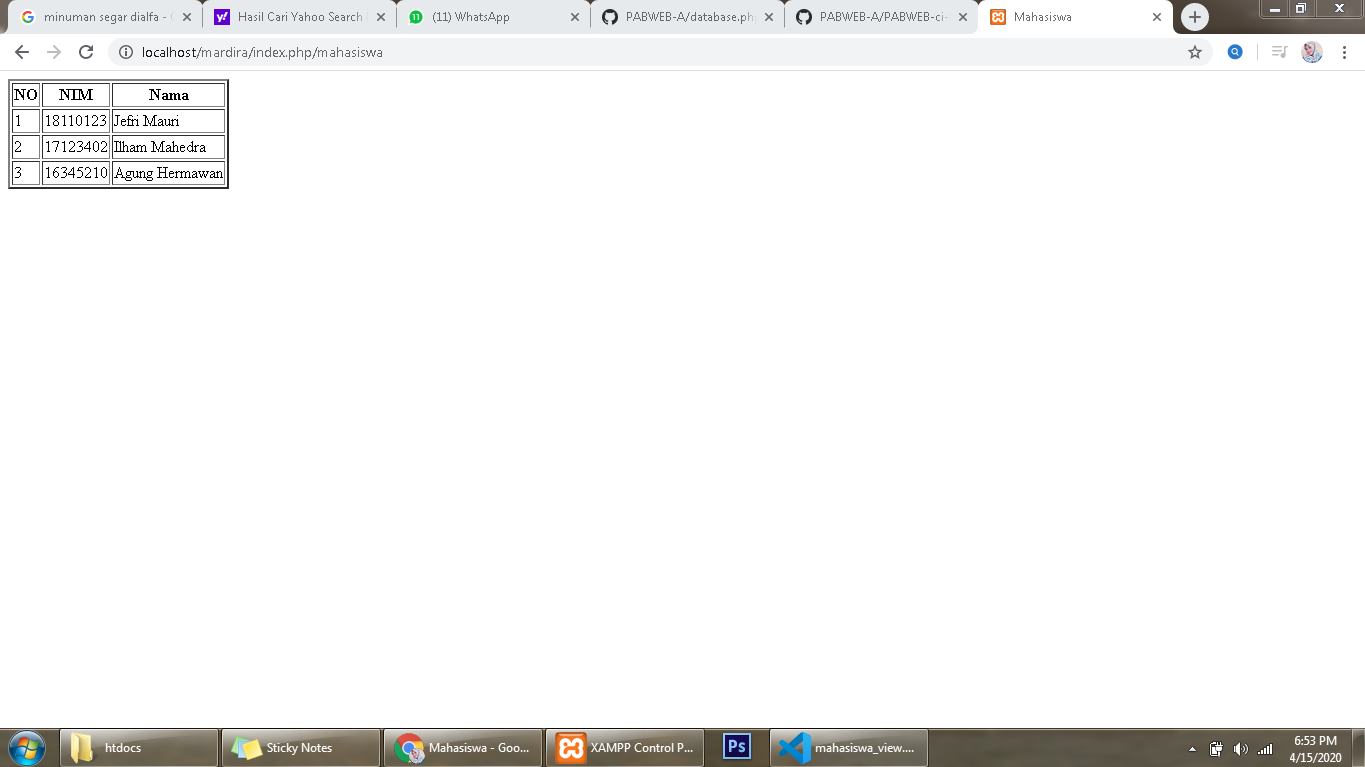 minuman segar dialfa - 
Hasil Cari Yahoo Search
(11) WhatsApp
PABWEB-A/database.ph
PABWEB-A/PABWEB-ci-
Mahasiswa
localhost/mardira/index.php/mahasiswa
NO NIM Nama
1 18110123 Jefri Mauri
2 17123402 Ilham Mahedra
3 16345210 Agung Hermawan
htdocs
Sticky Notes
Mahasiswa - Goo...
XAMPP Control P...
Ps
mahasiswa_view....
6:53 PM
4/15/2020